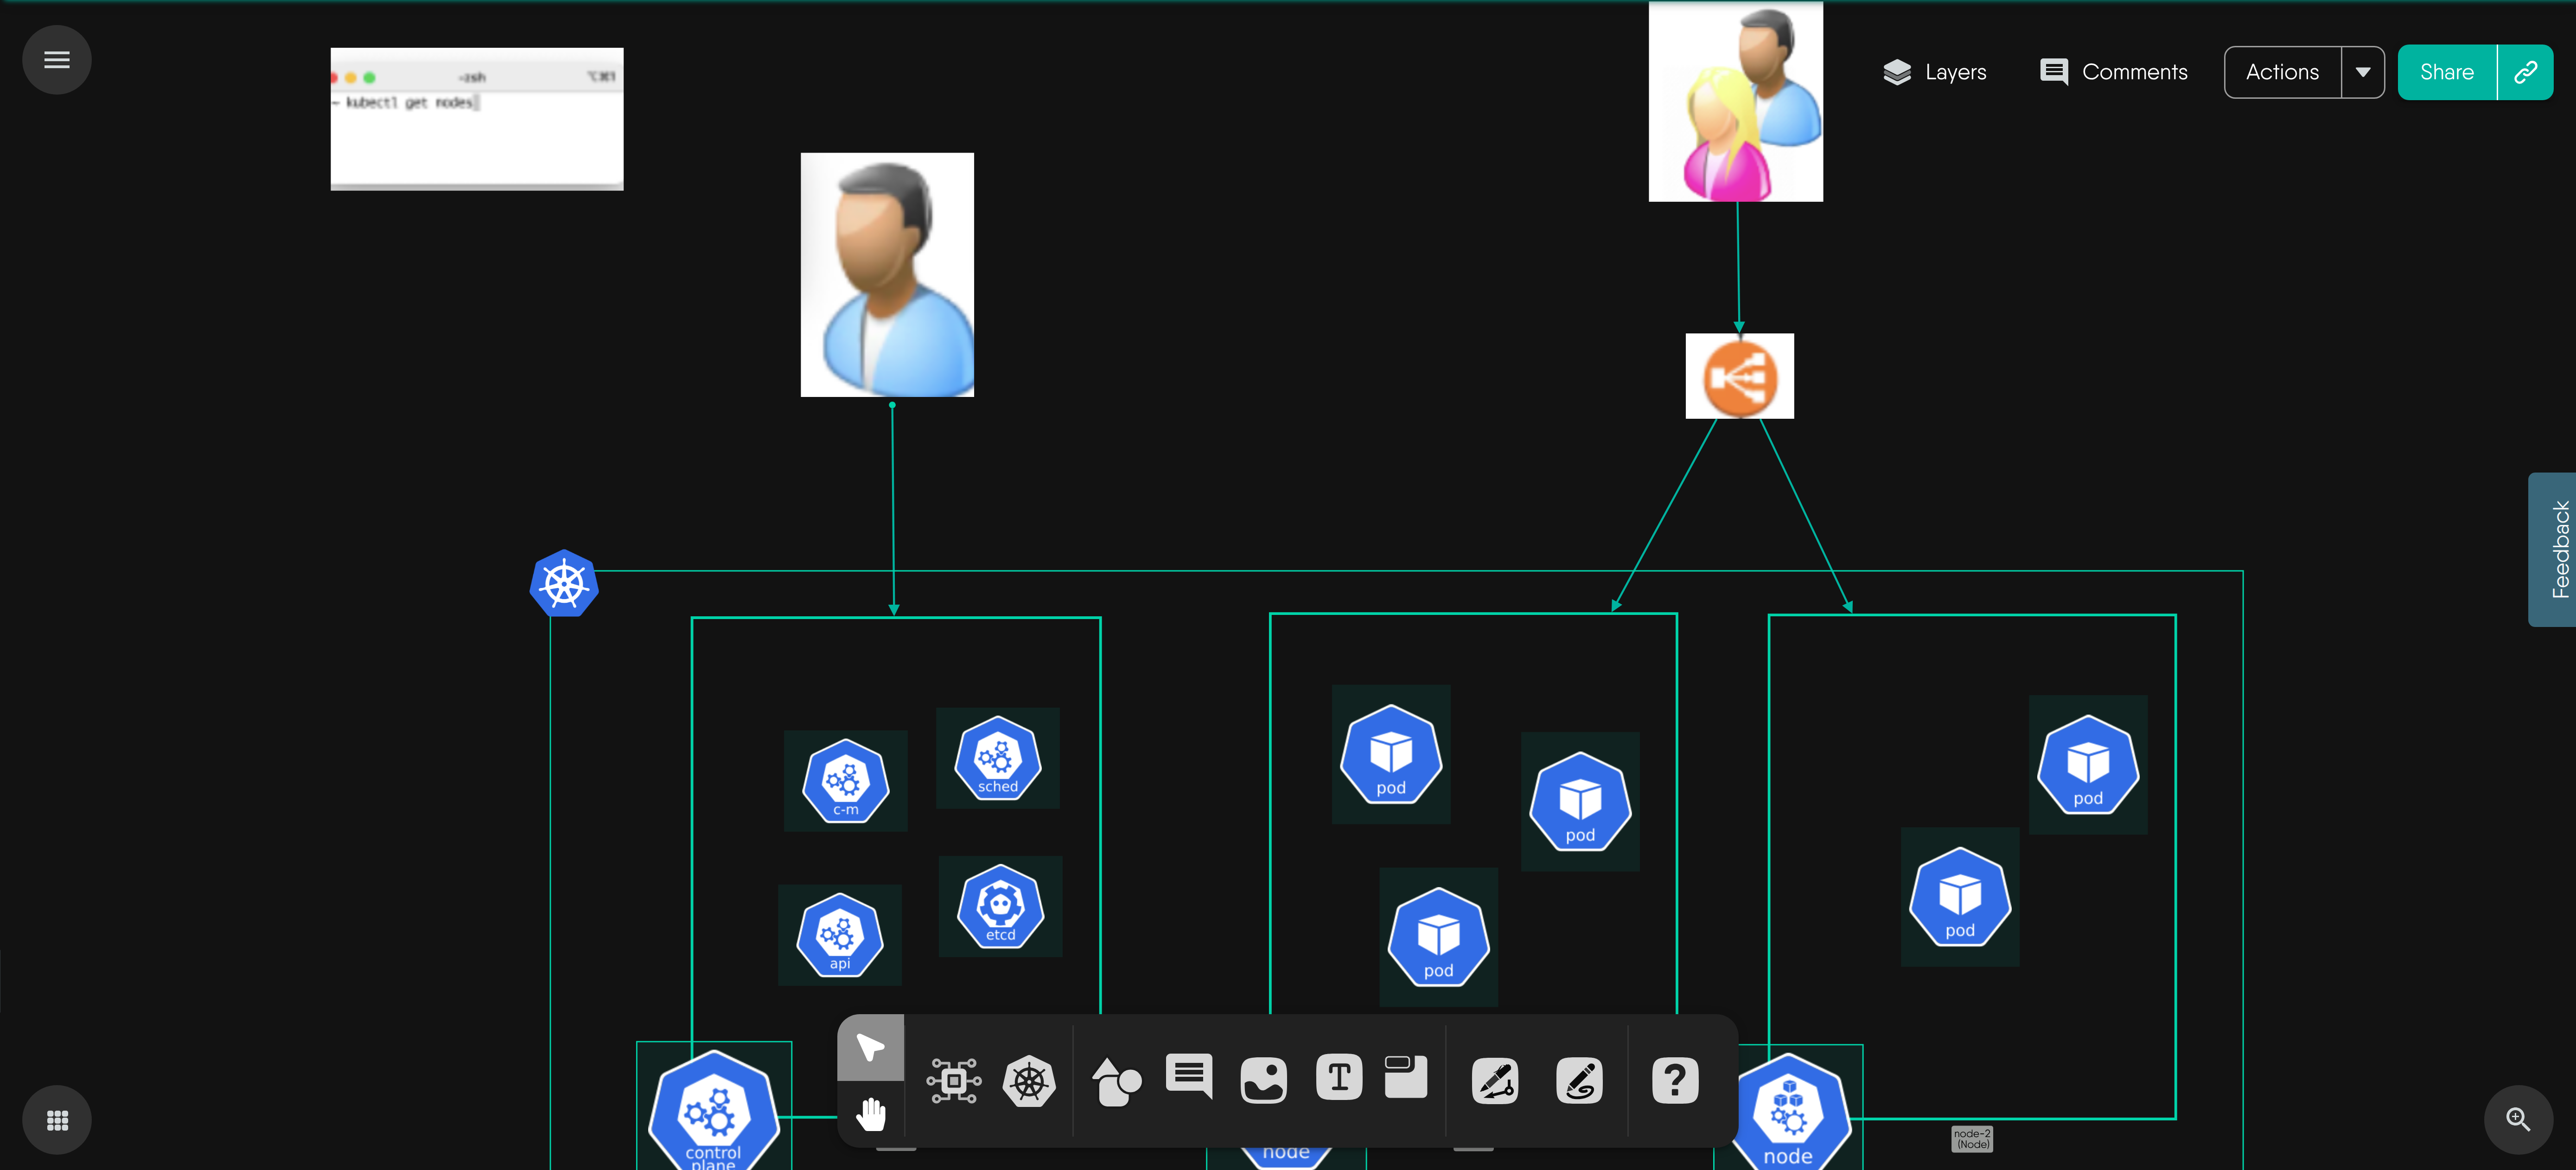 -zsh
⌥⌘1
~ kubectl get nodes
Layers
Comments
Actions
Share
Feedback
c-m
sched
api
etcd
pod
pod
pod
pod
pod
control
plane
node
node
node-2
(Node)